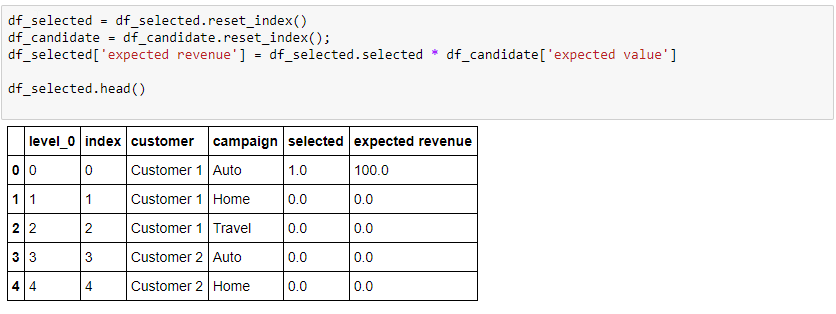 df_selected = df_selected.reset_index()
df_candidate = df_candidate.reset_index();
df_selected['expected revenue'] = df_selected.selected * df_candidate['expected value']
df_selected.head()
level_0 index customer campaign selected expected revenue
0 0 0 Customer 1 Auto 1.0 100.0
1 1 1 Customer 1 Home 0.0 0.0
2 2 2 Customer 1 Travel 0.0 0.0
3 3 3 Customer 2 Auto 0.0 0.0
4 4 4 Customer 2 Home 0.0 0.0